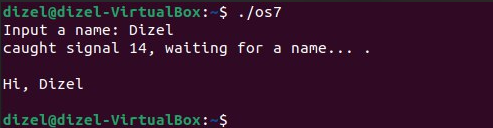 dizel@dizel-VirtualBox:~$ ./os7
Input a name: Dizel
caught signal 14, waiting for a name... .
Hi, Dizel
dizel@dizel-VirtualBox:~$